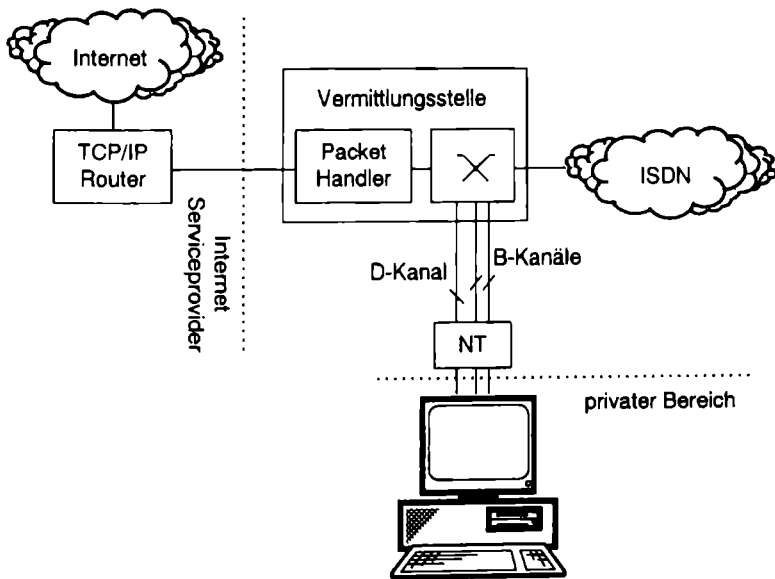 Internet
TCP/IP
Router
Internet
Serviceprovider
Vermittlungsstelle
Packet
Handler
ISDN
D-Kanal
B-Kanäle
NT
privater Bereich